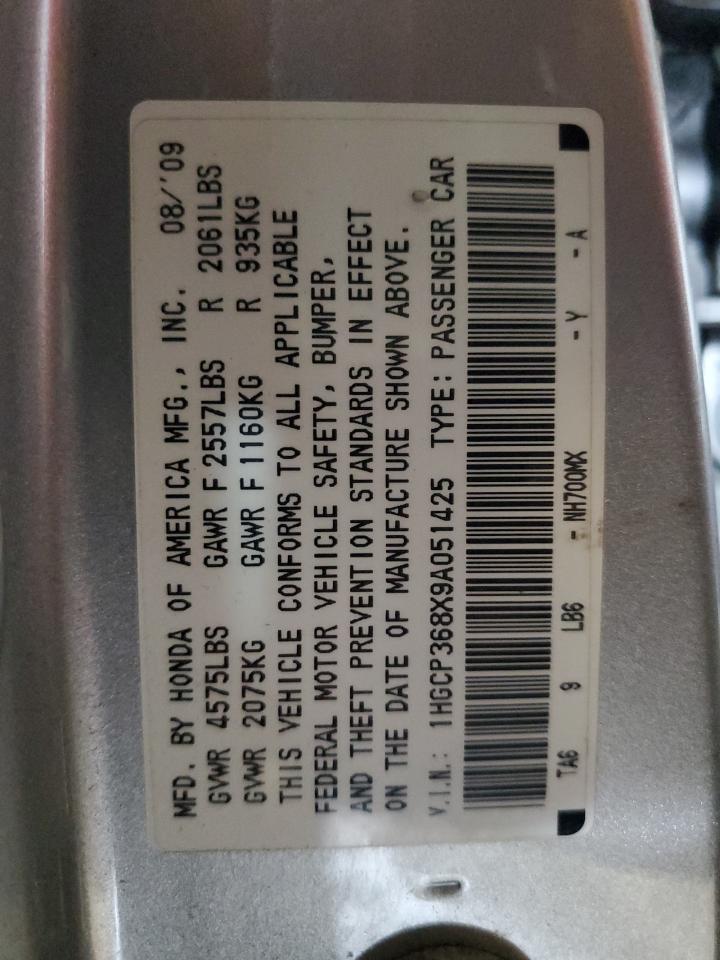 MFD. BY HONDA OF AMERICA MFG., INC. 08/'09
GVWR 4575LBS GAWR F 2557LBS R 2061LBS
GVWR 2075KG GAWR F 1160KG R 935KG
THIS VEHICLE CONFORMS TO ALL APPLICABLE
FEDERAL MOTOR VEHICLE SAFETY, BUMPER,
AND THEFT PREVENTION STANDARDS IN EFFECT
ON THE DATE OF MANUFACTURE SHOWN ABOVE.
V.I.N.: 1HGCP368X9A051425 TYPE: PASSENGER CAR
TA6 9 LB6 - NH700MX - Y - A